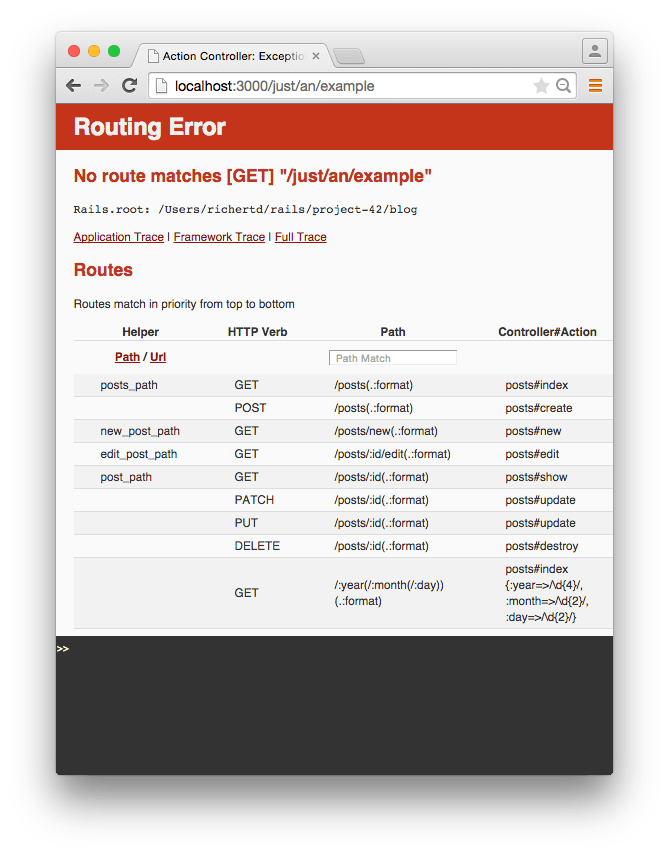 Action Controller: Exceptio
localhost:3000/just/an/example
Routing Error
No route matches [GET] "/just/an/example"
Rails.root: /Users/richertd/rails/project-42/blog
Application Trace | Framework Trace | Full Trace
Routes
Routes match in priority from top to bottom
Helper HTTP Verb Path Controller#Action
Path / Url Path Match
posts_path GET /posts(.:format) posts#index
POST /posts(.:format) posts#create
new_post_path GET /posts/new(.:format) posts#new
edit_post_path GET /posts/:id/edit(.:format) posts#edit
post_path GET /posts/:id(.:format) posts#show
PATCH /posts/:id(.:format) posts#update
PUT /posts/:id(.:format) posts#update
DELETE /posts/:id(.:format) posts#destroy
GET /:year(/:month(/:day))
(.:format) posts#index
{:year=>/\d{4}/,
:month=>/\d{2}/,
:day=>/\d{2}/}
>>